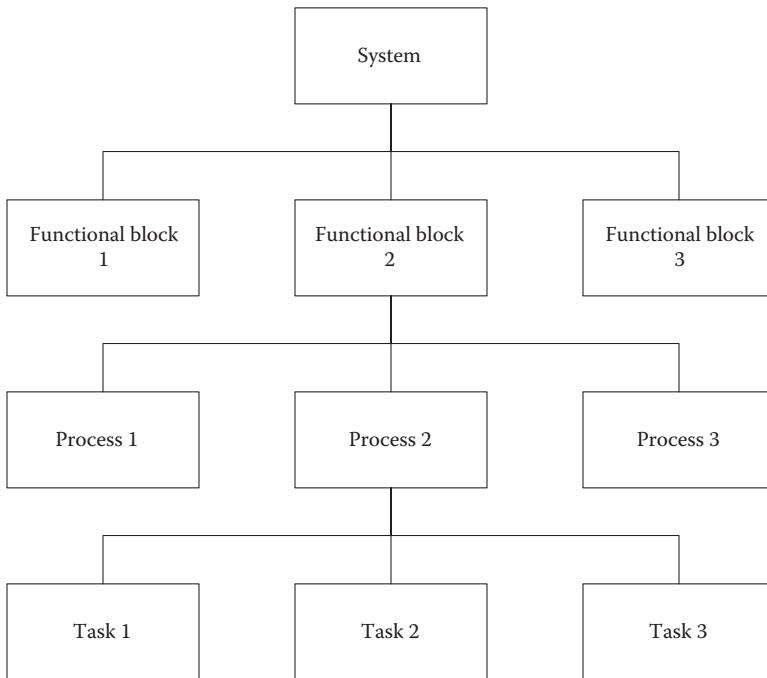 System
Functional block
1
Functional block
2
Functional block
3
Process 1
Process 2
Process 3
Task 1
Task 2
Task 3